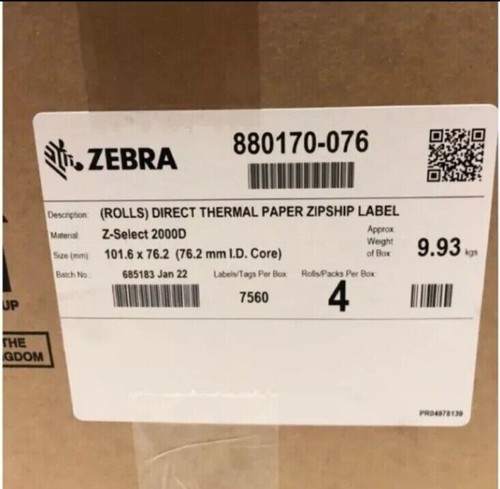 ZEBRA
880170-076
Description: (ROLLS) DIRECT THERMAL PAPER ZIPSHIP LABEL
Material: Z-Select 2000D
Size (mm): 101.6 x 76.2 (76.2 mm I.D. Core)
Approx Weight of Box 9.93 kgs
Batch No.: 685183 Jan 22
Labels/Tags Per Box 7560
Rolls/Packs Per Box 4
UP
THE
GDOM
PR04978139